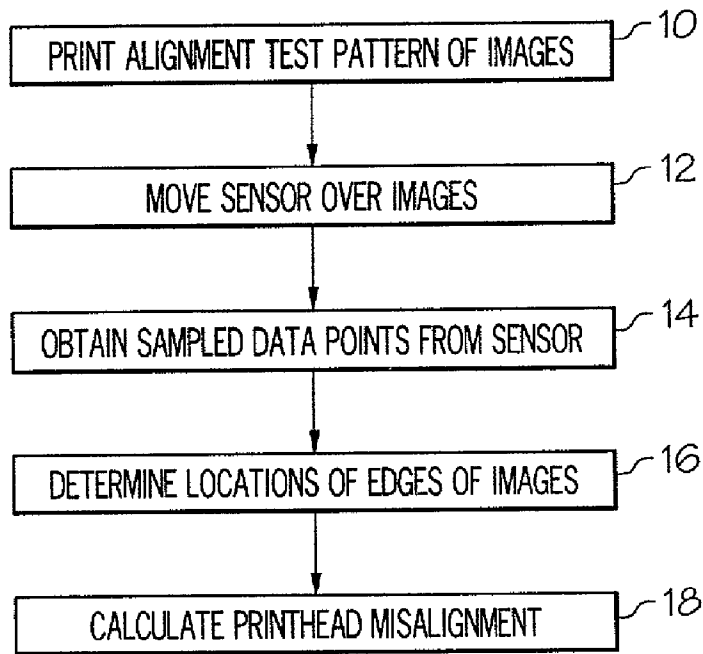 PRINT ALIGNMENT TEST PATTERN OF IMAGES
10
MOVE SENSOR OVER IMAGES
12
OBTAIN SAMPLED DATA POINTS FROM SENSOR
14
DETERMINE LOCATIONS OF EDGES OF IMAGES
16
CALCULATE PRINTHEAD MISALIGNMENT
18